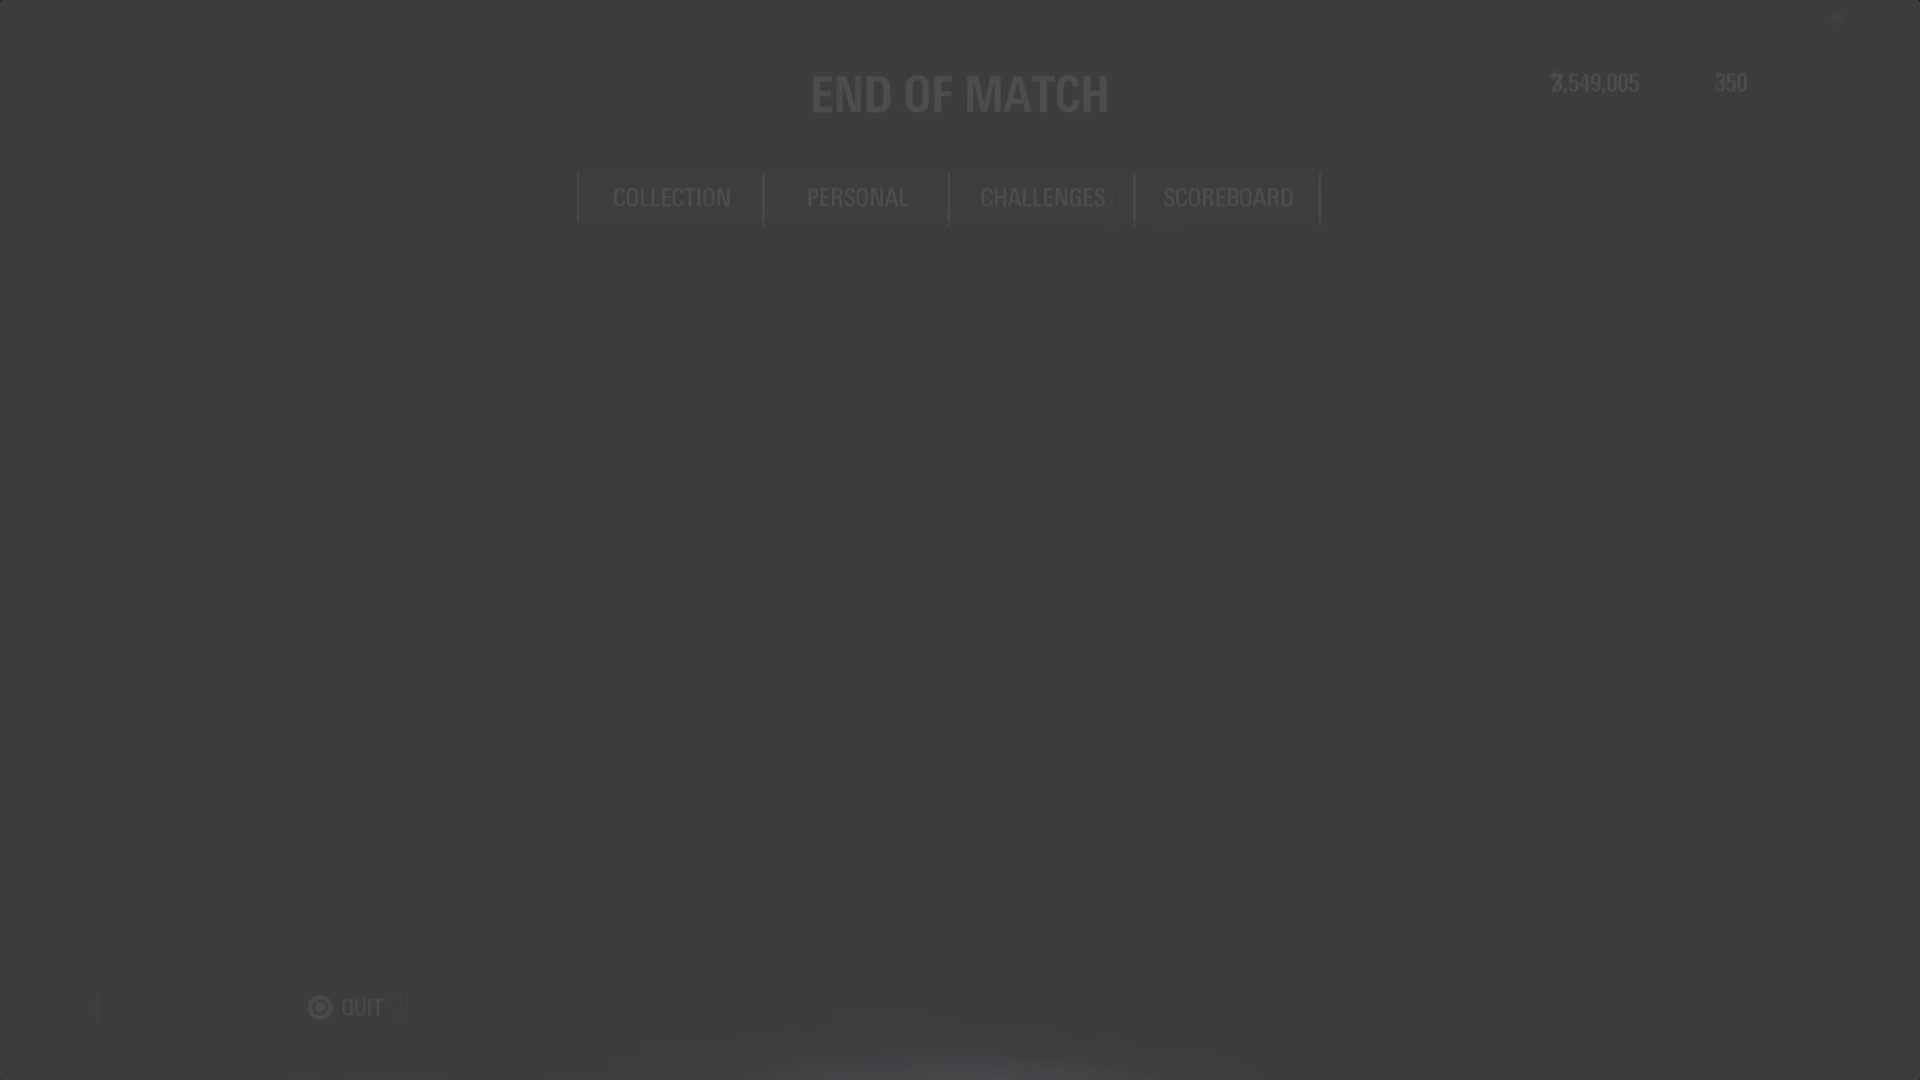 END OF MATCH
,549,005 350
COLLECTION PERSONAL CHALLENGES SCOREBOARD
QUIT